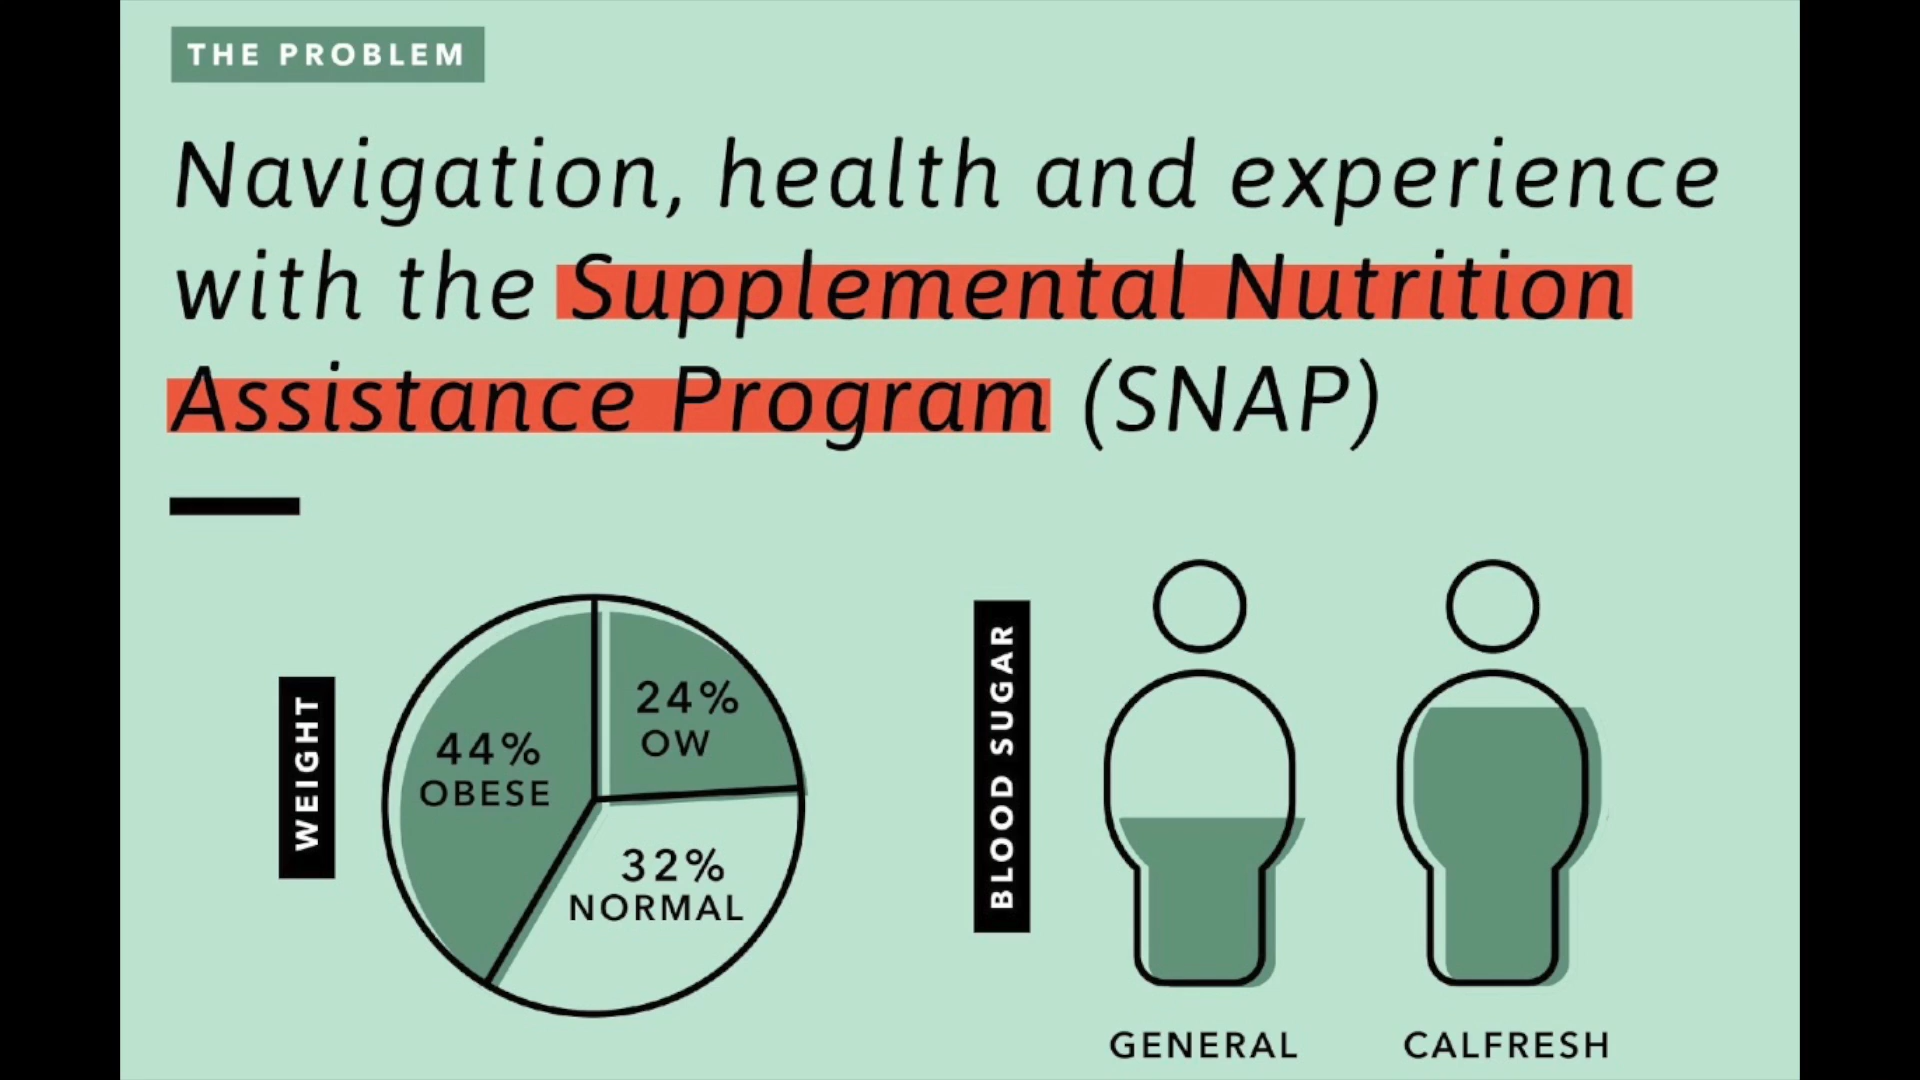 THE PROBLEM
Navigation, health and experience
with the Supplemental Nutrition
Assistance Program (SNAP)
WEIGHT
44%
OBESE
24%
OW
32%
NORMAL
BLOOD SUGAR
GENERAL
CALFRESH